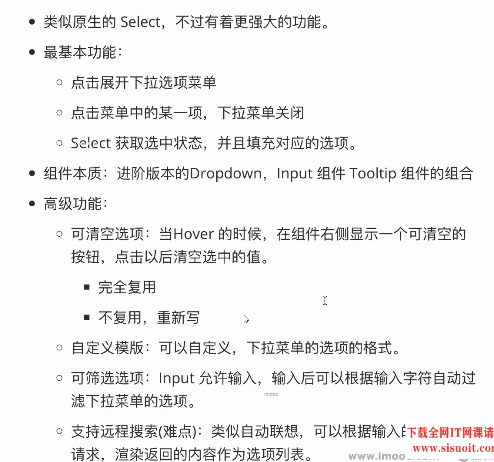 类似原生的 Select，不过有着更强大的功能。
最基本功能：
点击展开下拉选项菜单
点击菜单中的某一项，下拉菜单关闭
Select 获取选中状态，并且填充对应的选项。
组件本质：进阶版本的Dropdown，Input 组件 Tooltip 组件的组合
高级功能：
可清空选项：当Hover 的时候，在组件右侧显示一个可清空的
按钮，点击以后清空选中的值。
完全复用
不复用，重新写
自定义模版：可以自定义，下拉菜单的选项的格式。
可筛选选项：Input 允许输入，输入后可以根据输入字符自动过
滤下拉菜单的选项。
imooc
支持远程搜索(难点)：类似自动联想，可以根据输入的
下载全网IT网课请
请求，渲染返回的内容作为选项列表。
www.imooc.com
www.sisuoit.com